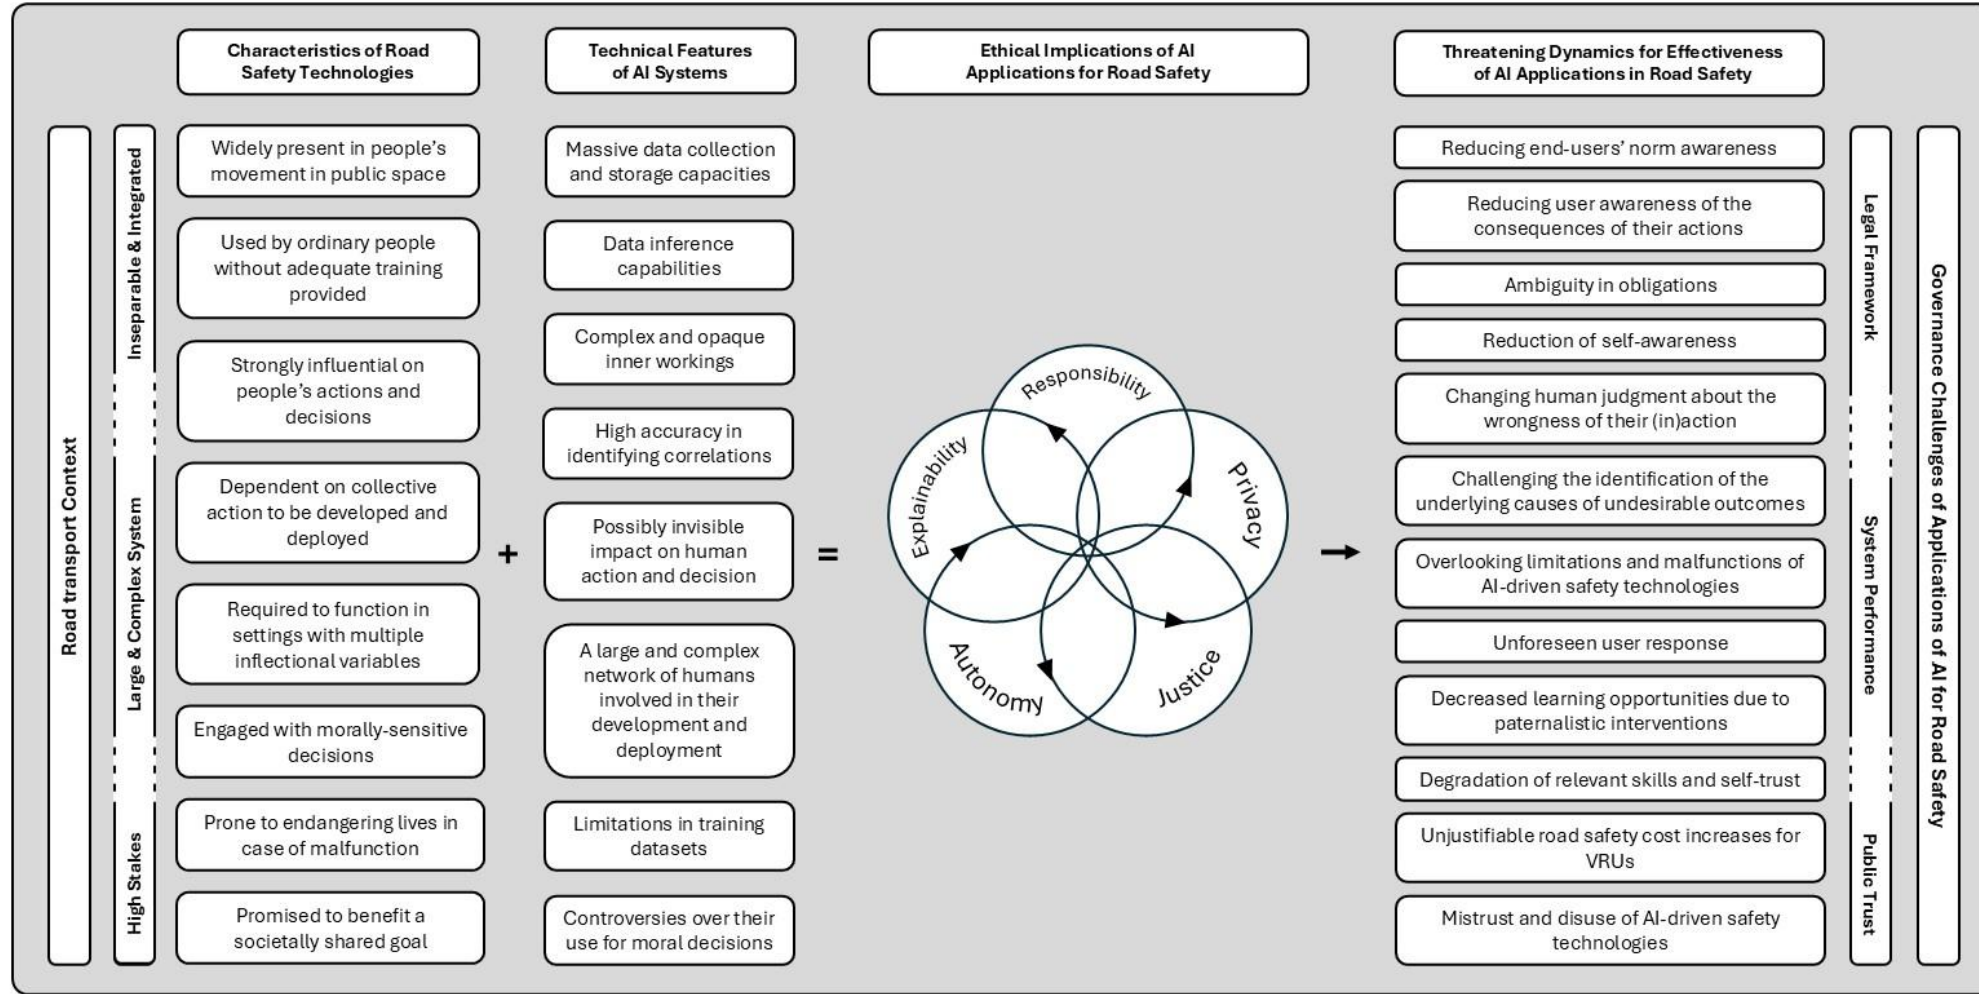 Characteristics of Road
Safety Technologies
Technical Features
of AI Systems
Ethical Implications of AI
Applications for Road Safety
Threatening Dynamics for Effectiveness
of AI Applications in Road Safety
Road transport Context
Inseparable & Integrated
Large & Complex System
High Stakes
Widely present in people’s
movement in public space
Used by ordinary people
without adequate training
provided
Strongly influential on
people’s actions and
decisions
Dependent on collective
action to be developed and
deployed
Required to function in
settings with multiple
inflectional variables
Engaged with morally-sensitive
decisions
Prone to endangering lives in
case of malfunction
Promised to benefit a
societally shared goal
+
Massive data collection
and storage capacities
Data inference
capabilities
Complex and opaque
inner workings
High accuracy in
identifying correlations
Possibly invisible
impact on human
action and decision
A large and complex
network of humans
involved in their
development and
deployment
Limitations in training
datasets
Controversies over their
use for moral decisions
=
Responsibility
Explainability
Privacy
Autonomy
Justice
Reducing end-users’ norm awareness
Reducing user awareness of the
consequences of their actions
Ambiguity in obligations
Reduction of self-awareness
Changing human judgment about the
wrongness of their (in)action
Challenging the identification of the
underlying causes of undesirable outcomes
Overlooking limitations and malfunctions of
AI-driven safety technologies
Unforeseen user response
Decreased learning opportunities due to
paternalistic interventions
Degradation of relevant skills and self-trust
Unjustifiable road safety cost increases for
VRUs
Mistrust and disuse of AI-driven safety
technologies
Legal Framework
System Performance
Public Trust
Governance Challenges of Applications of AI for Road Safety